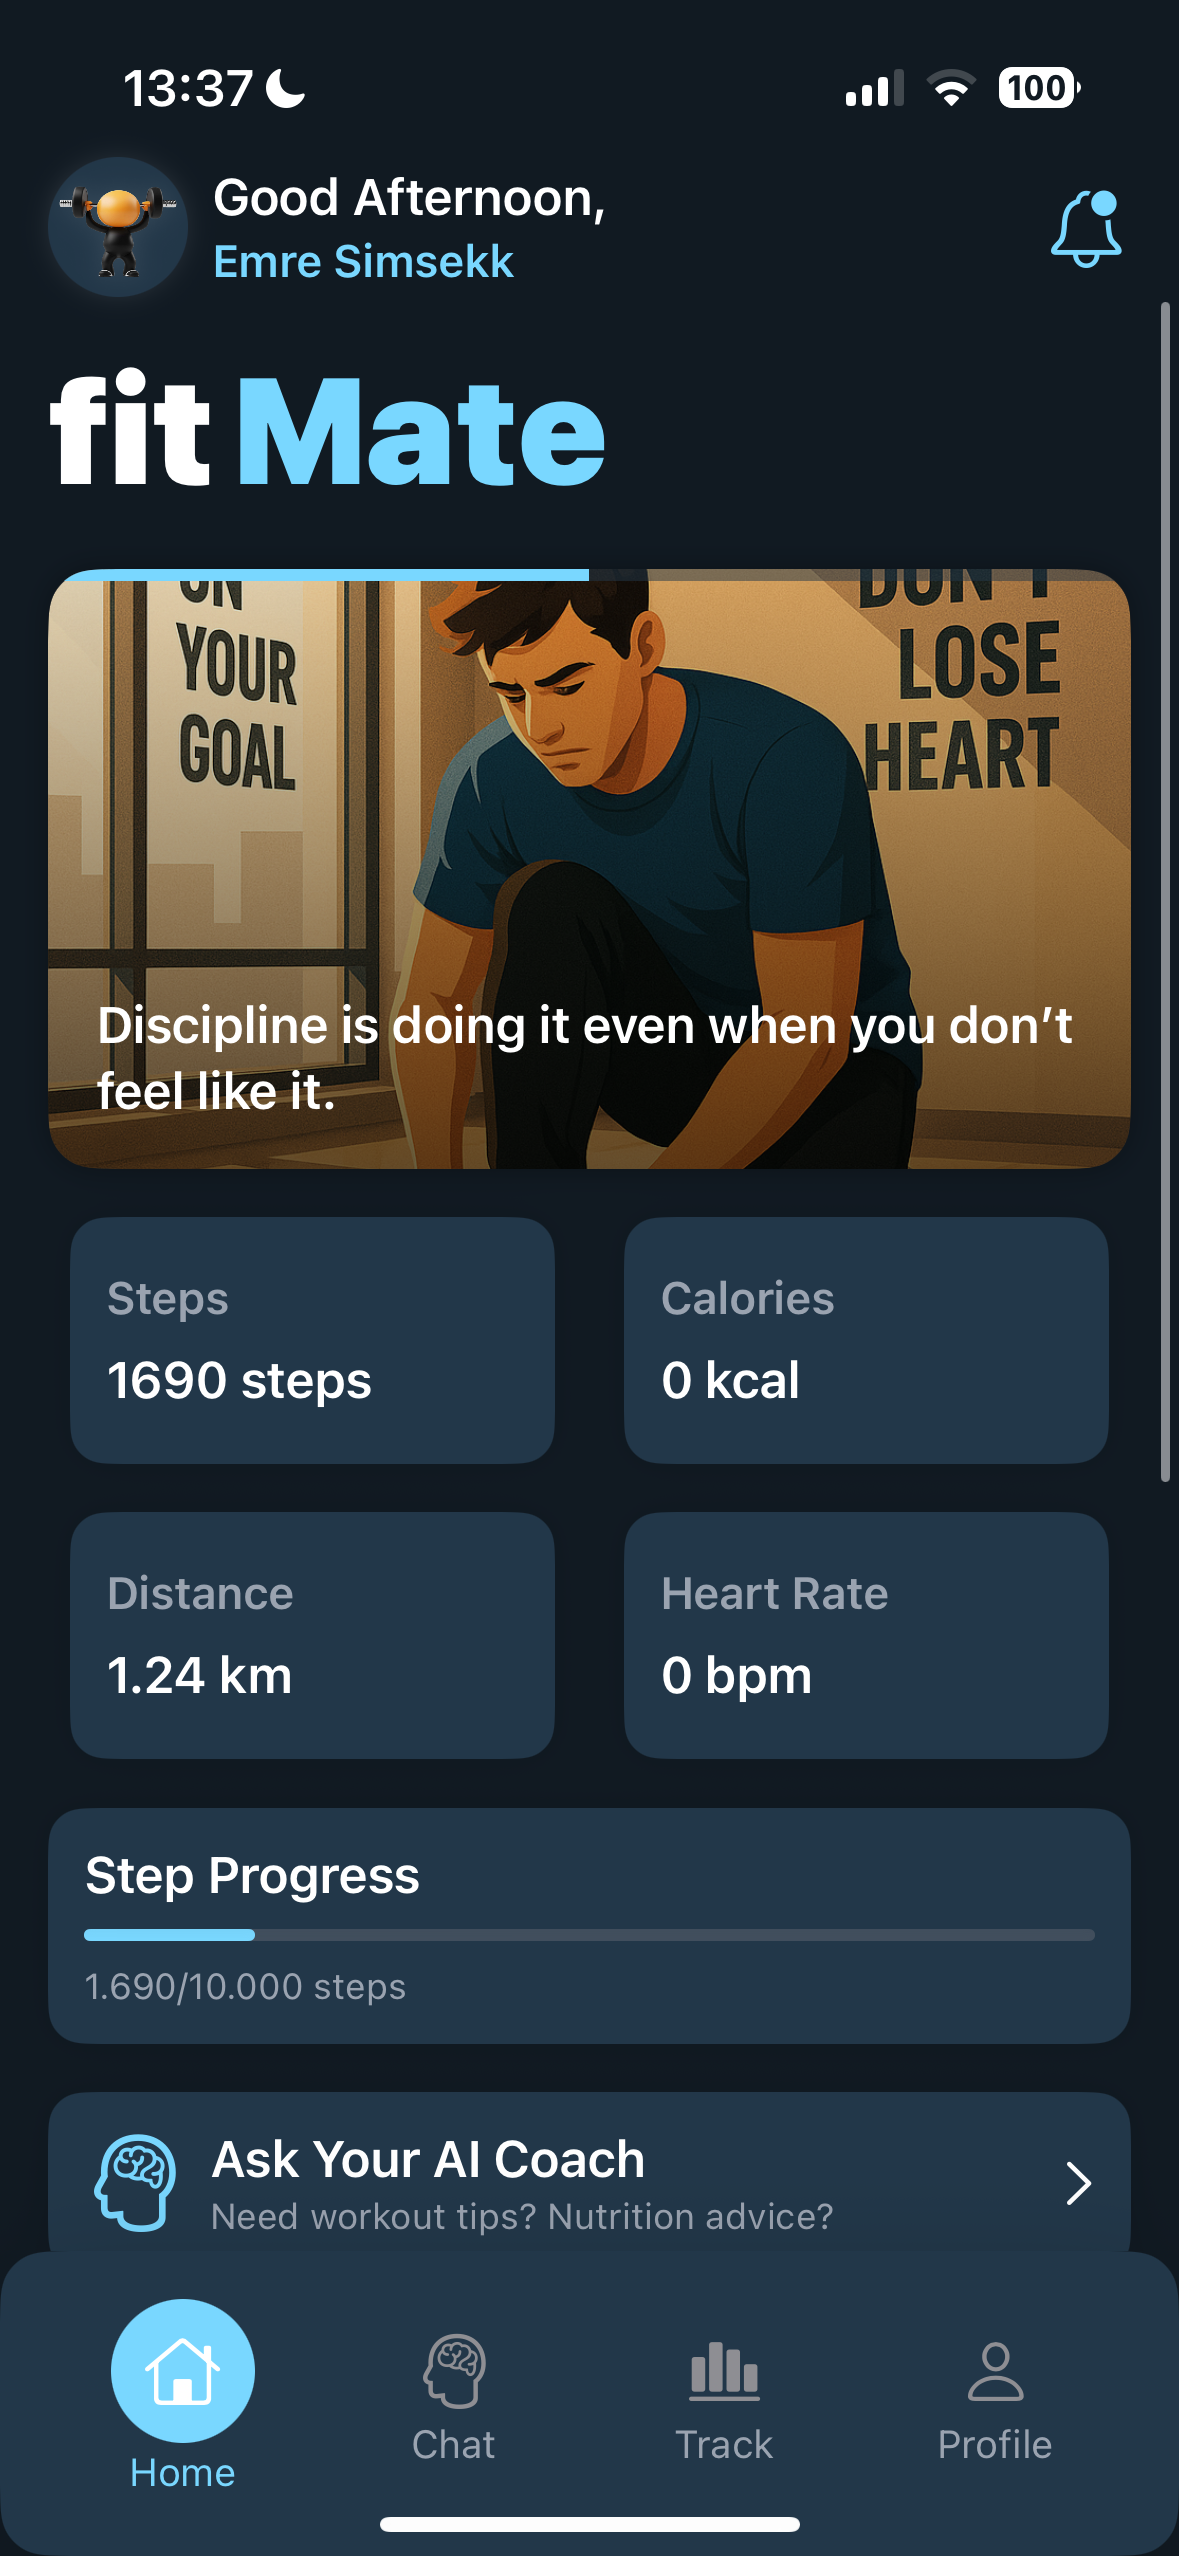 13:37
100
Good Afternoon,
Emre Simsekk
fit Mate
ON
YOUR
GOAL
DON'T
LOSE
HEART
Discipline is doing it even when you don’t
feel like it.
Steps
1690 steps
Calories
0 kcal
Distance
1.24 km
Heart Rate
0 bpm
Step Progress
1.690/10.000 steps
Ask Your AI Coach
Need workout tips? Nutrition advice?
Home
Chat
Track
Profile